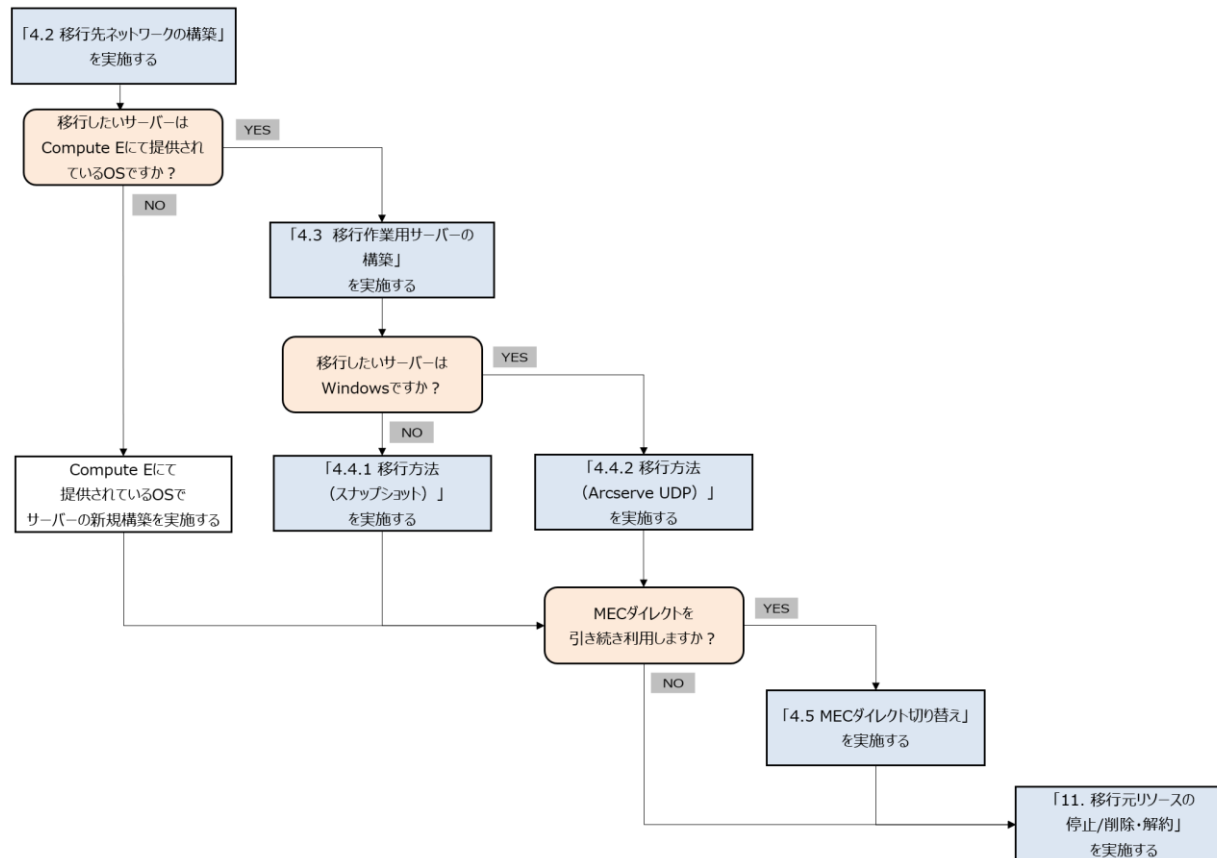 「4.2 移行先ネットワークの構築」
を実施する
移行したいサーバーは
Compute Eにて提供され
ているOSですか？
YES
NO
「4.3 移行作業用サーバーの
構築」
を実施する
移行したいサーバーは
Windowsですか？
YES
NO
Compute Eにて
提供されているOSで
サーバーの新規構築を実施する
「4.4.1 移行方法
（スナップショット）」
を実施する
「4.4.2 移行方法
（Arcserve UDP）」
を実施する
MECダイレクトを
引き続き利用しますか？
YES
NO
「4.5 MECダイレクト切り替え」
を実施する
「11. 移行元リソースの
停止/削除・解約」
を実施する